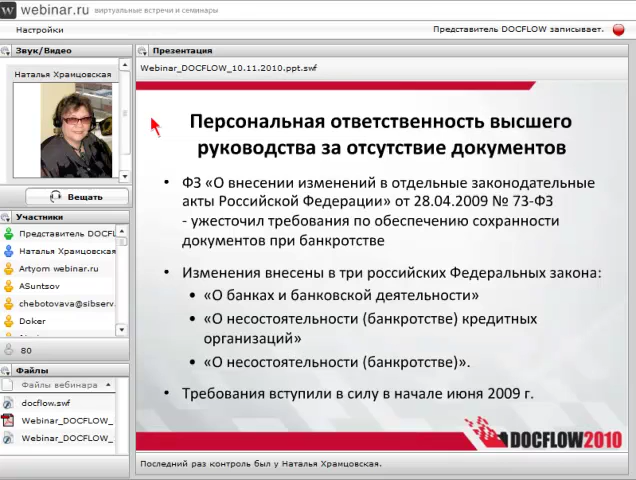 w webinar.ru виртуальные встречи и семинары
Настройки
Представитель DOCFLOW записывает.
Звук/Видео
Наталья Храмцовская
Вещать
Участники
Представитель DOCFL
Наталья Храмцовская
Artyom webinar.ru
ASuntsov
chebotovava@sibserv.
Doker
80
Файлы
Файлы вебинара
docflow.swf
Webinar_DOCFLOW_
Webinar_DOCFLOW_
Презентация
Webinar_DOCFLOW_10.11.2010.ppt.swf
Персональная ответственность высшего
руководства за отсутствие документов
• ФЗ «О внесении изменений в отдельные законодательные
акты Российской Федерации» от 28.04.2009 № 73-ФЗ
- ужесточил требования по обеспечению сохранности
документов при банкротстве
• Изменения внесены в три российских Федеральных закона:
• «О банках и банковской деятельности»
• «О несостоятельности (банкротстве) кредитных
организаций»
• «О несостоятельности (банкротстве)».
• Требования вступили в силу в начале июня 2009 г.
DOCFLOW2010
Последний раз контроль был у Наталья Храмцовская.